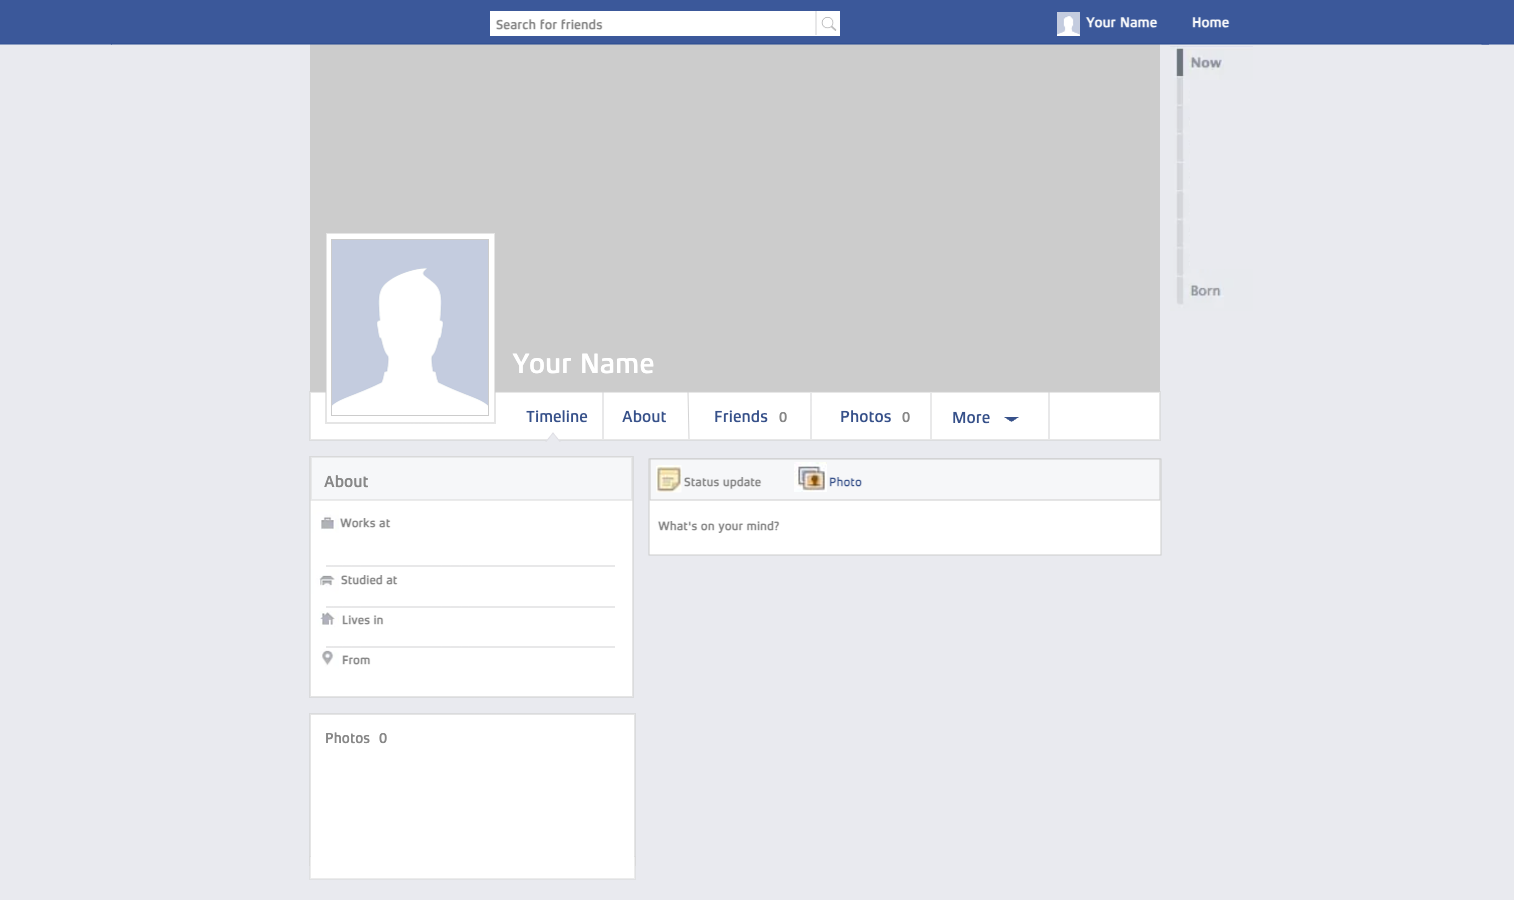 Search for friends
Your Name
Home
Now
Born
Your Name
Timeline
About
Friends 0
Photos 0
More
About
Works at
Studied at
Lives in
From
Status update
Photo
What's on your mind?
Photos 0